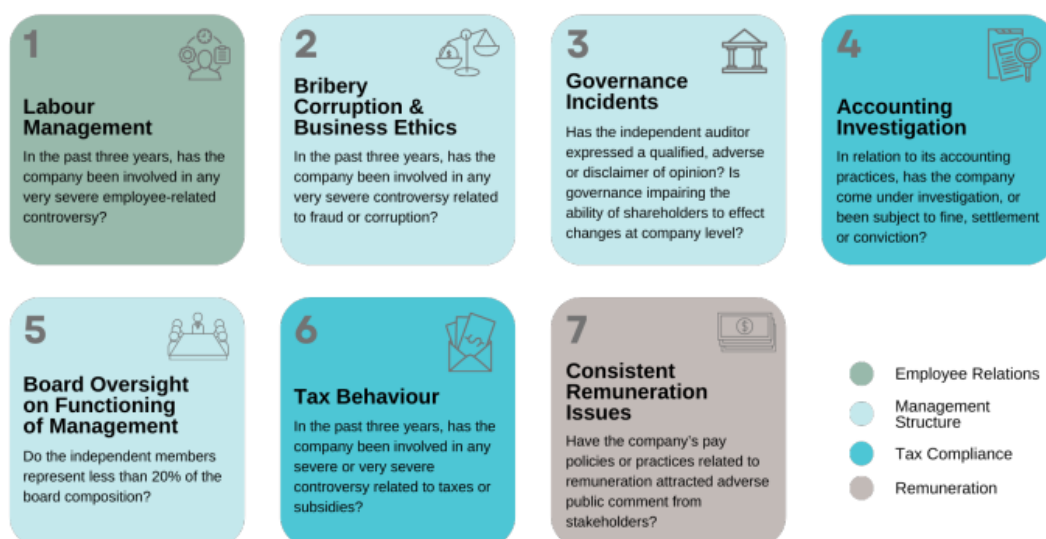 1
Labour
Management
In the past three years, has the
company been involved in any
very severe employee-related
controversy?
2
Bribery
Corruption &
Business Ethics
In the past three years, has the
company been involved in any
very severe controversy related
to fraud or corruption?
3
Governance
Incidents
Has the independent auditor
expressed a qualified, adverse
or disclaimer of opinion? Is
governance impairing the
ability of shareholders to effect
changes at company level?
4
Accounting
Investigation
In relation to its accounting
practices, has the company
come under investigation, or
been subject to fine, settlement
or conviction?
5
Board Oversight
on Functioning
of Management
Do the independent members
represent less than 20% of the
board composition?
6
Tax Behaviour
In the past three years, has the
company been involved in any
severe or very severe
controversy related to taxes or
subsidies?
7
Consistent
Remuneration
Issues
Have the company's pay
policies or practices related to
remuneration attracted adverse
public comment from
stakeholders?
Employee Relations
Management
Structure
Tax Compliance
Remuneration